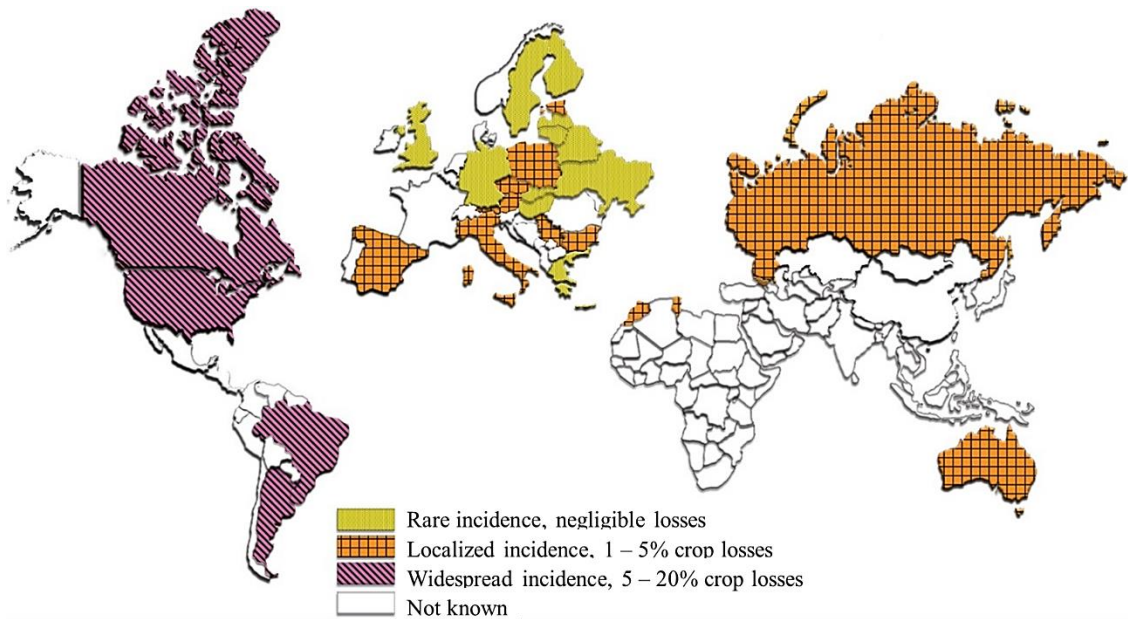 Rare incidence, negligible losses
Localized incidence, 1 – 5% crop losses
Widespread incidence, 5 – 20% crop losses
Not known